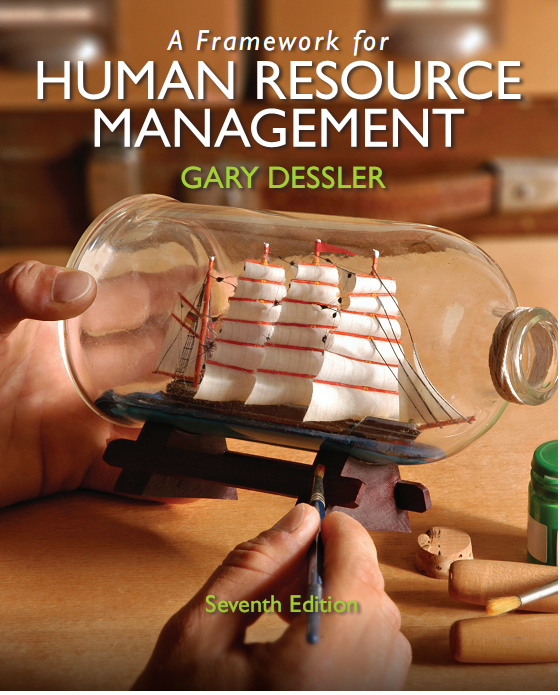 A Framework for
HUMAN RESOURCE
MANAGEMENT
GARY DESSLER
Seventh Edition